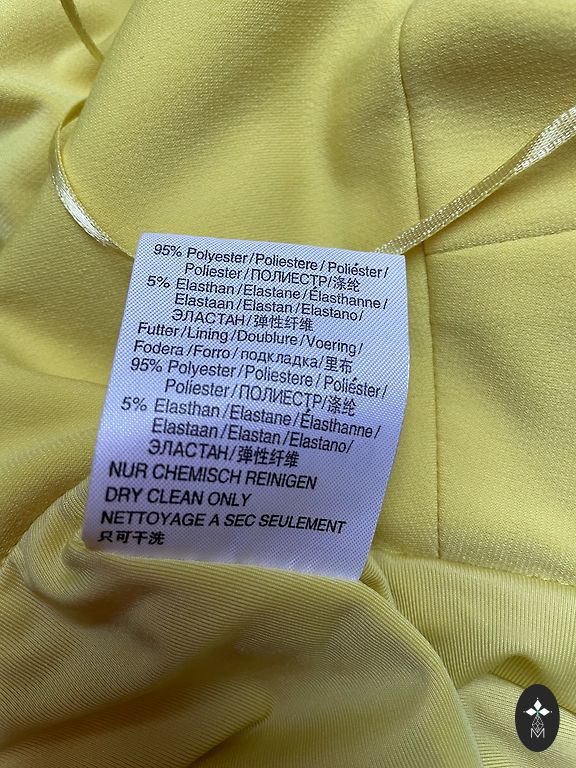 95% Polyester/Poliestere/Poliéster/
Poliester/ПОЛИЕСТР/涤纶
5% Elasthan/Elastane/Élasthanne/
Elastaan/Elastan/Elastano/
ЭЛАСТАН/弹性纤维
Futter/Lining/Doublure/Voering/
Fodera/Forro/подкладка/里布
95% Polyester/Poliestere/Poliéster/
Poliester/ПОЛИЕСТР/涤纶
5% Elasthan/Elastane/Élasthanne/
Elastaan/Elastan/Elastano/
ЭЛАСТАН/弹性纤维
NUR CHEMISCH REINIGEN
DRY CLEAN ONLY
NETTOYAGE A SEC SEULEMENT
只可干洗
M